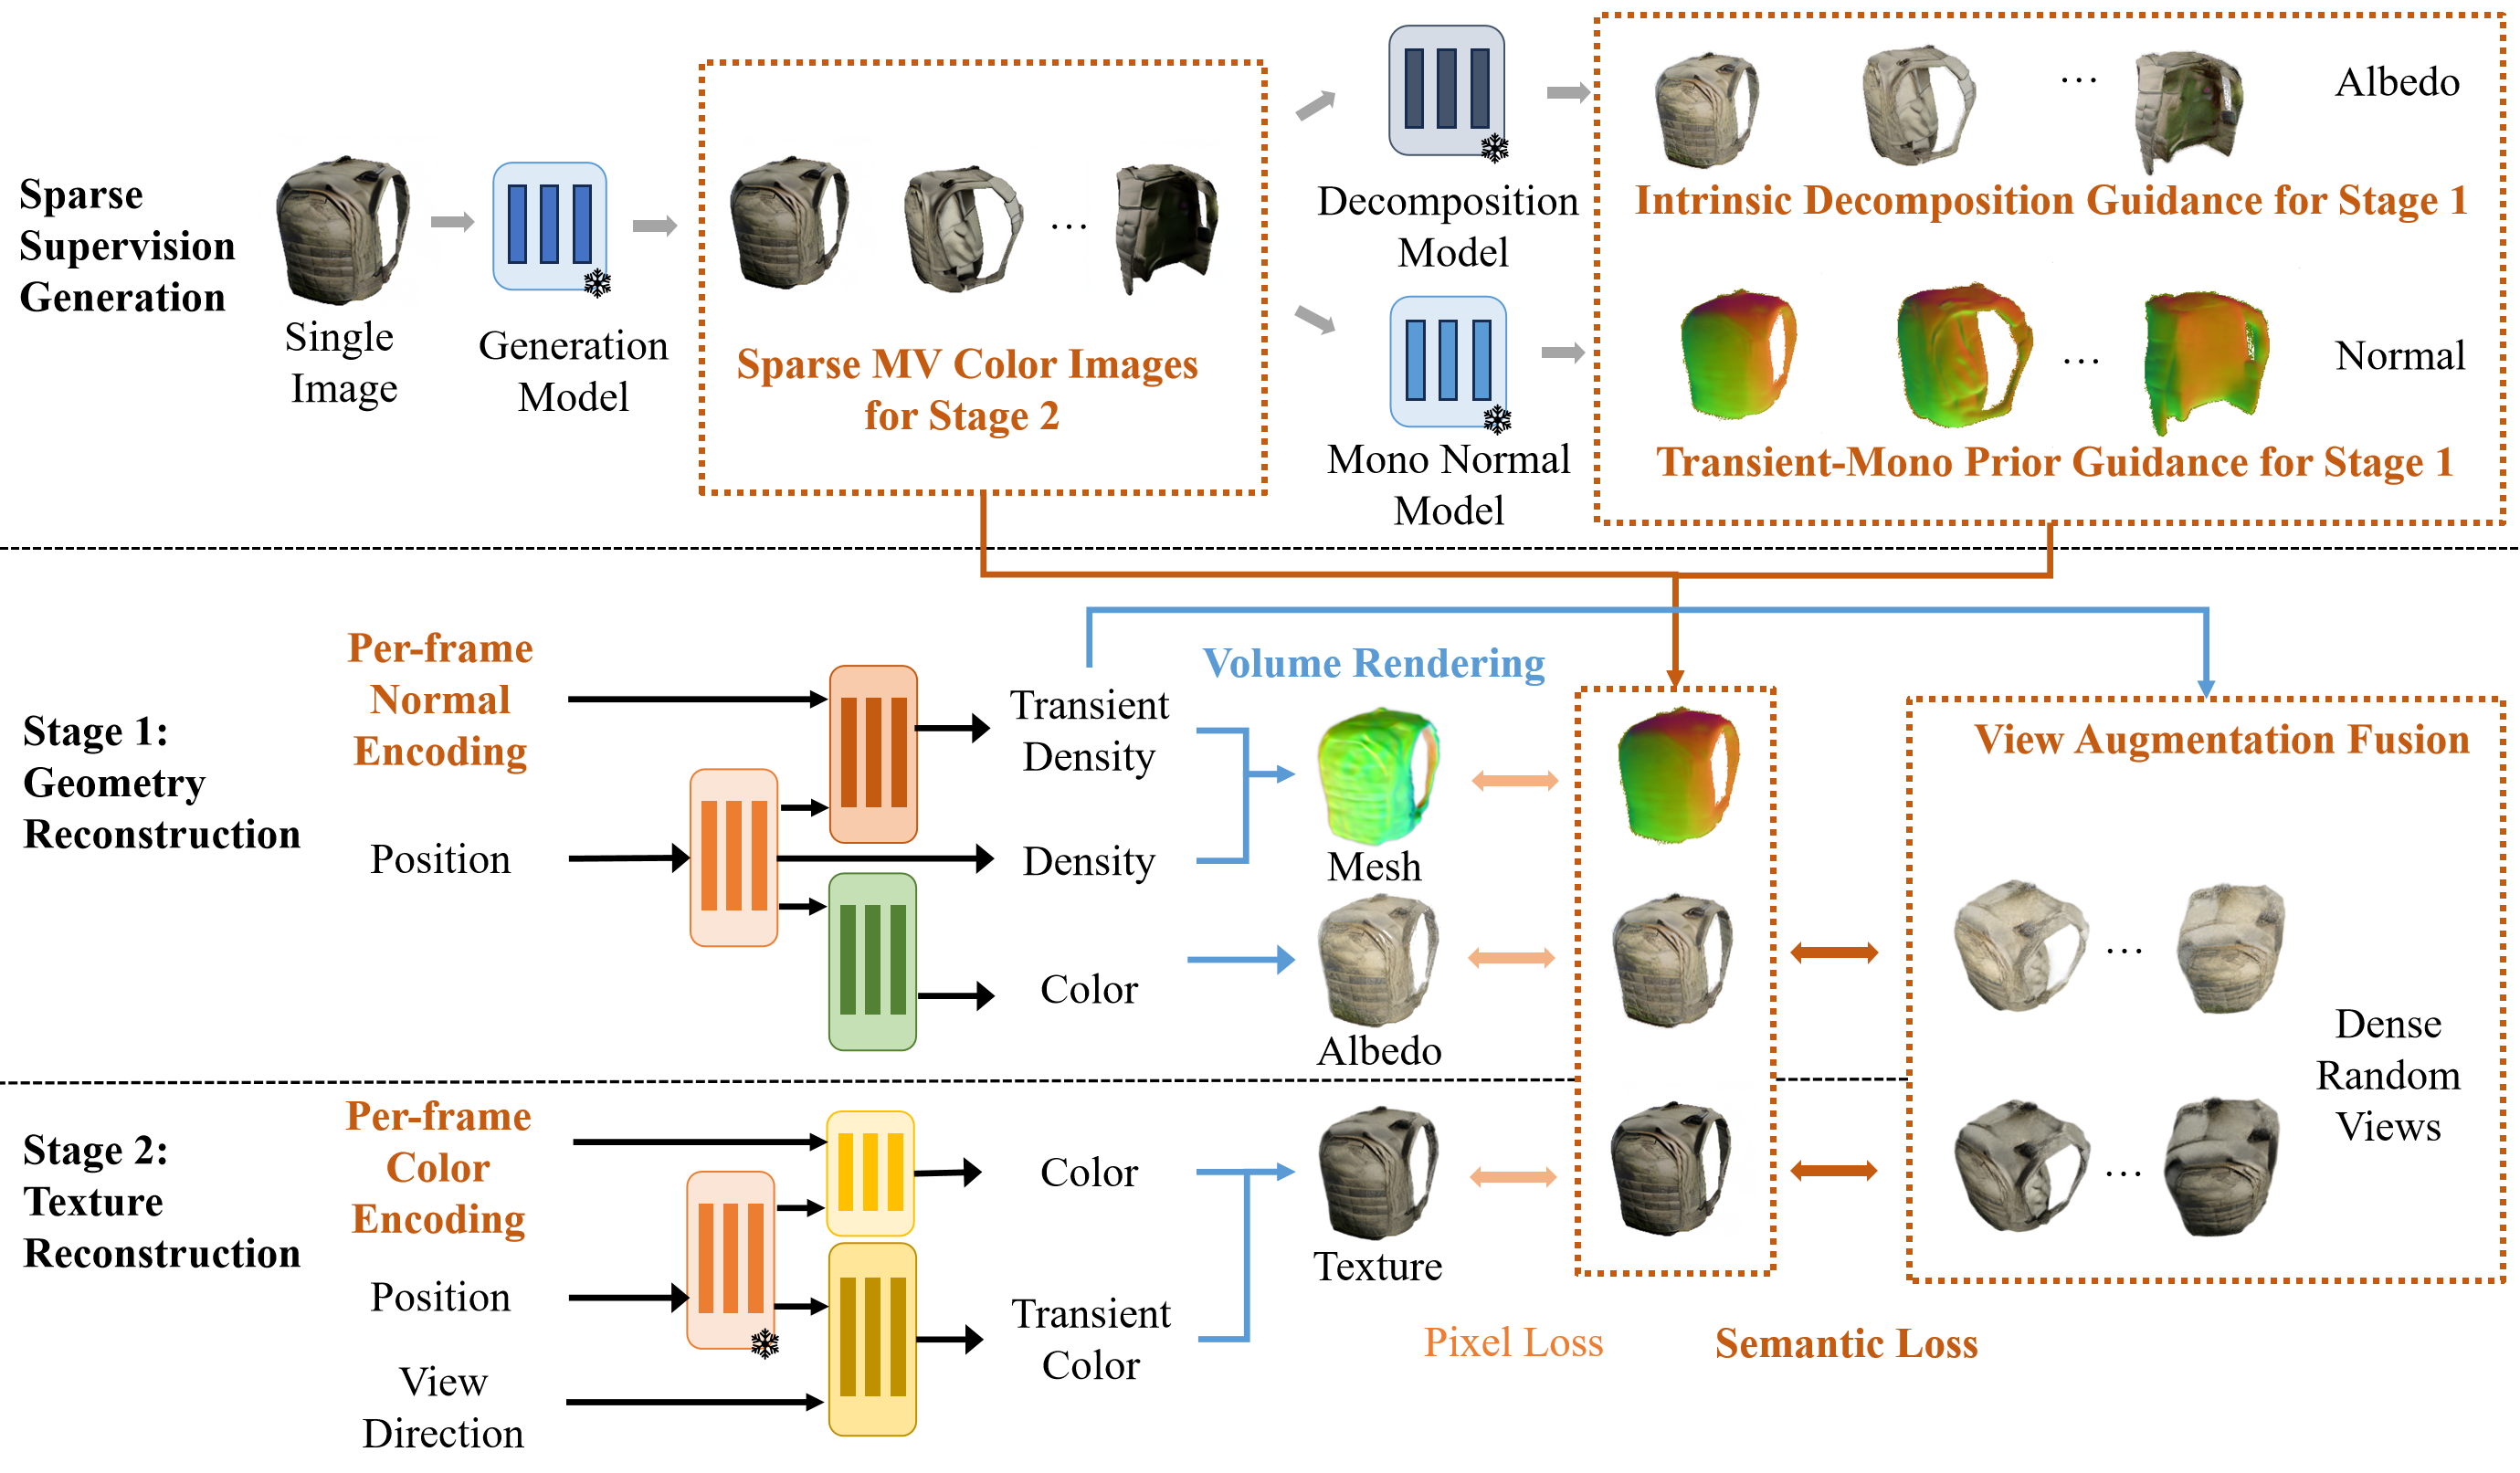 Sparse
Supervision
Generation
Single
Image
Generation
Model
Sparse MV Color Images
for Stage 2
Decomposition
Model
Mono Normal
Model
...
Albedo
Intrinsic Decomposition Guidance for Stage 1
...
Normal
Transient-Mono Prior Guidance for Stage 1
...
Stage 1:
Geometry
Reconstruction
Per-frame
Normal
Encoding
Position
Transient
Density
Density
Color
Volume Rendering
Mesh
Albedo
View Augmentation Fusion
...
Dense
Random
Views
...
Stage 2:
Texture
Reconstruction
Per-frame
Color
Encoding
Position
View
Direction
Color
Transient
Color
Texture
Pixel Loss
Semantic Loss